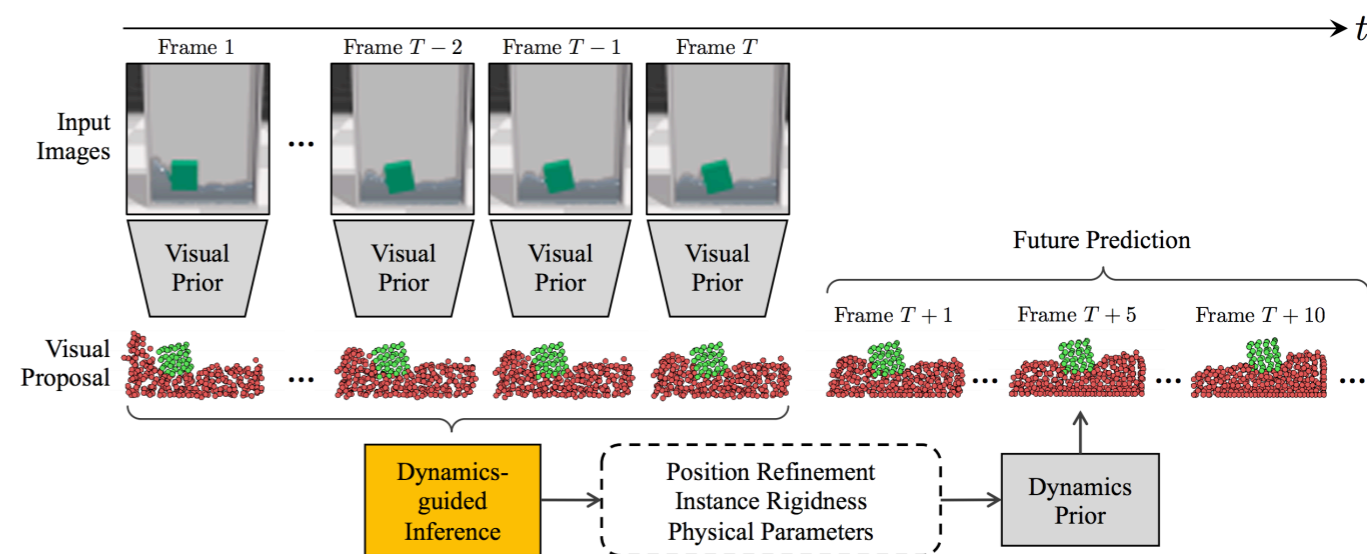 t
Frame 1
Frame T − 2
Frame T − 1
Frame T
Input
Images
...
Visual
Prior
Visual
Prior
Visual
Prior
Visual
Prior
Future Prediction
Frame T + 1
Frame T + 5
Frame T + 10
Visual
Proposal
...
...
...
...
Dynamics-
guided
Inference
Position Refinement
Instance Rigidness
Physical Parameters
Dynamics
Prior